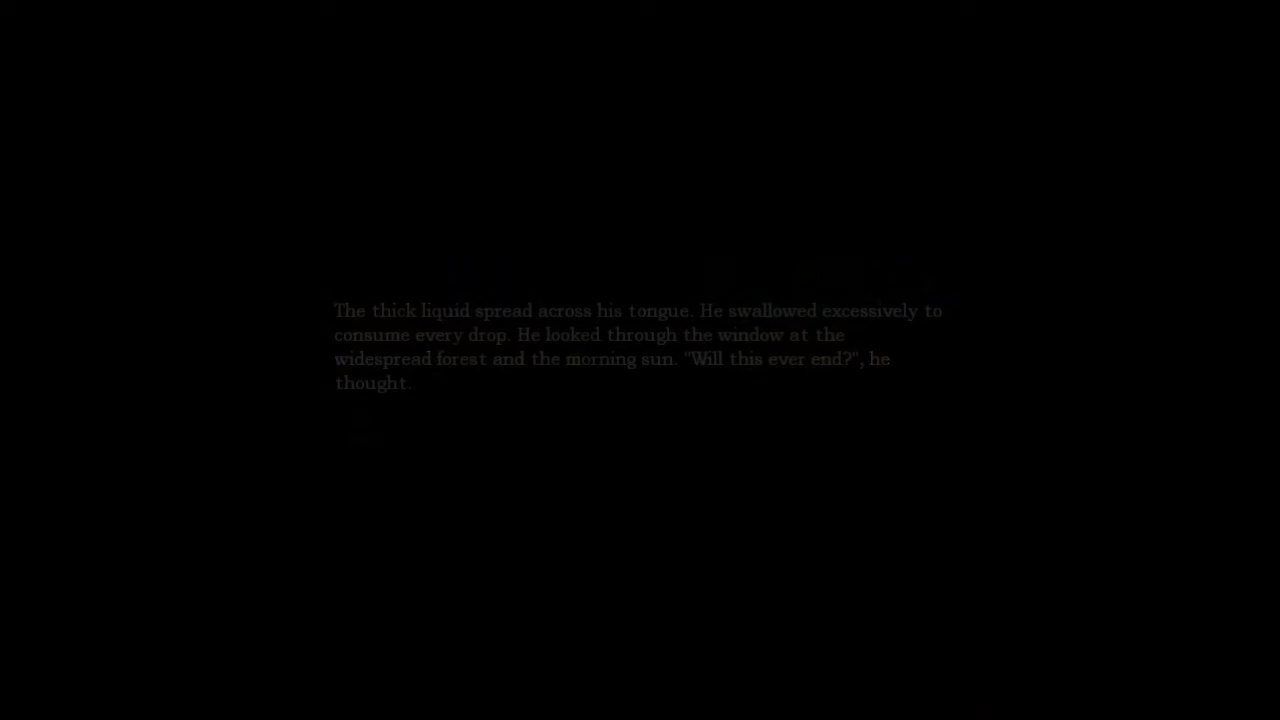 The thick liquid spread across his tongue. He swallowed excessively to
consume every drop. He looked through the window at the
widespread forest and the morning sun. "Will this ever end?", he
thought.